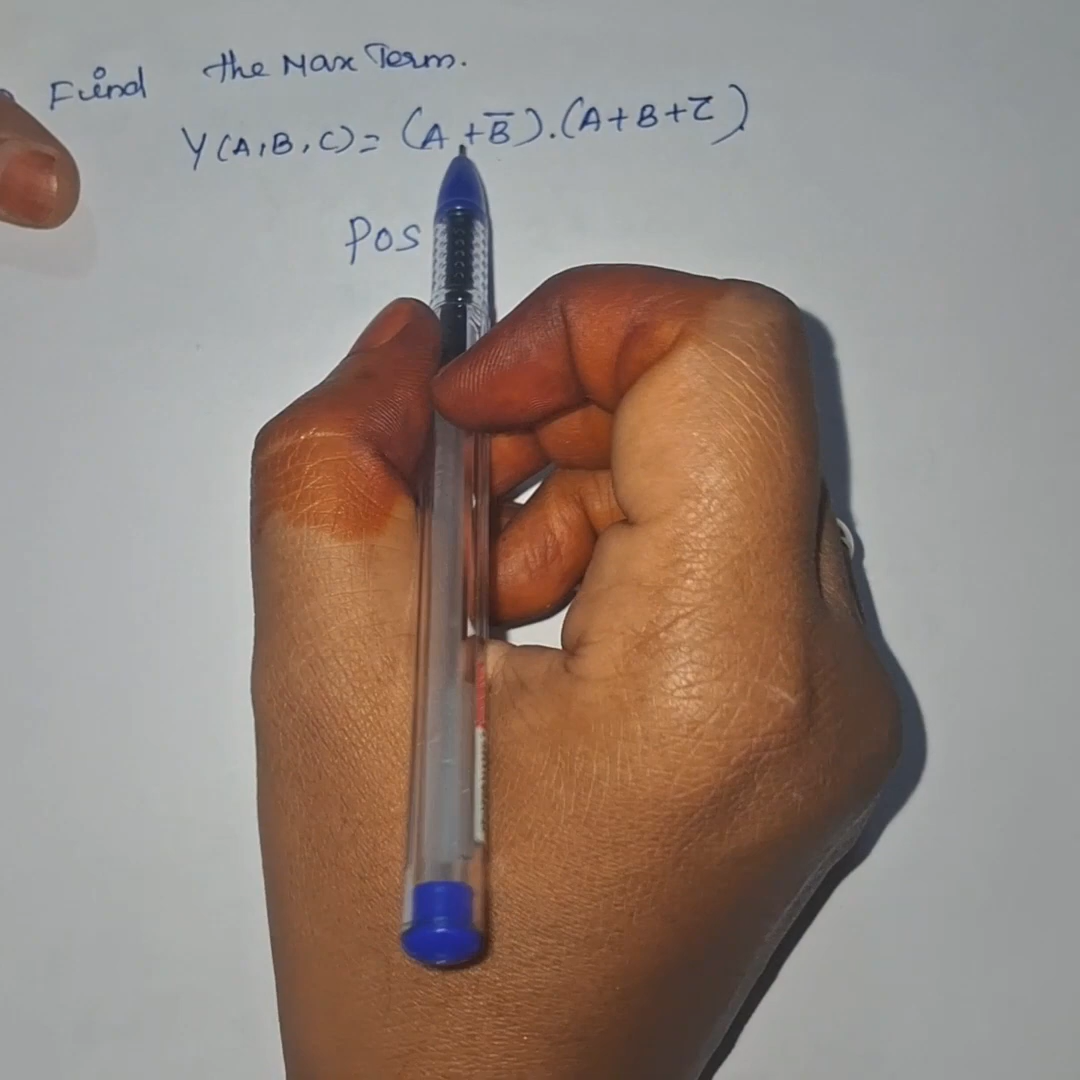 Find the Max Term.
Y(A,B,C)= (A+B̅).(A+B+C̅)
Pos